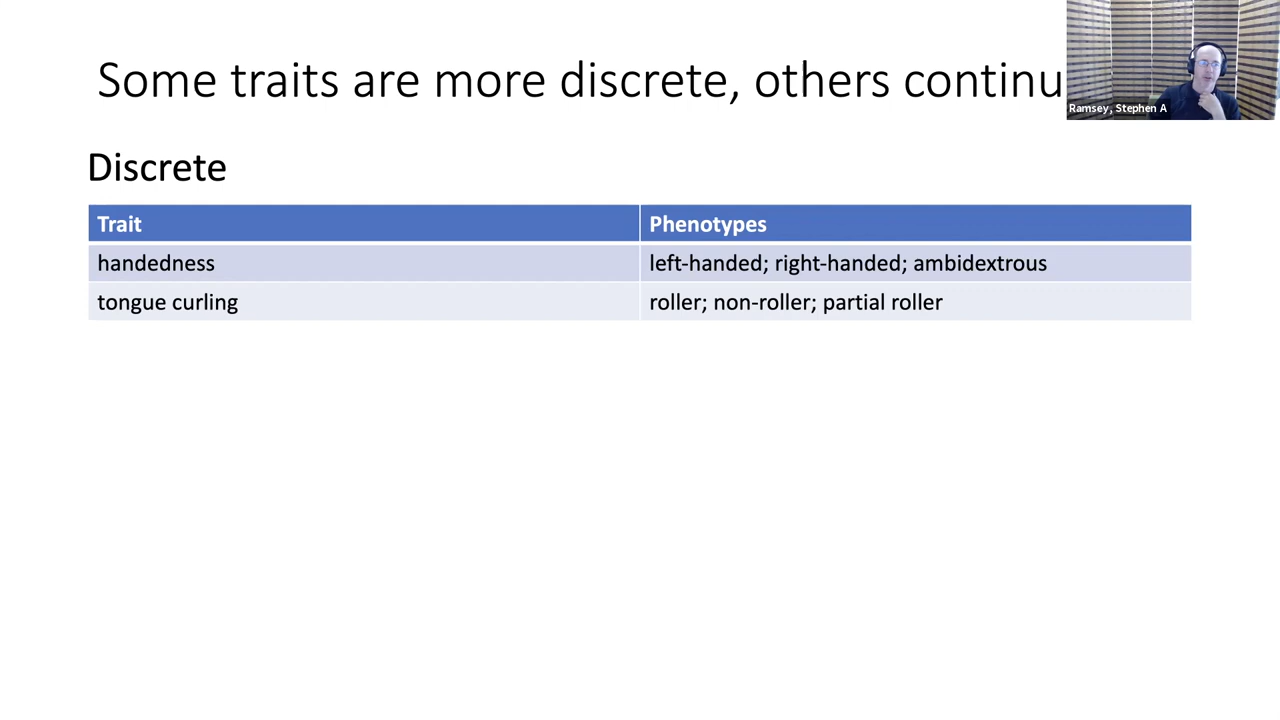 Some traits are more discrete, others continu
Ramsey, Stephen A
Discrete
Trait Phenotypes
handedness left-handed; right-handed; ambidextrous
tongue curling roller; non-roller; partial roller